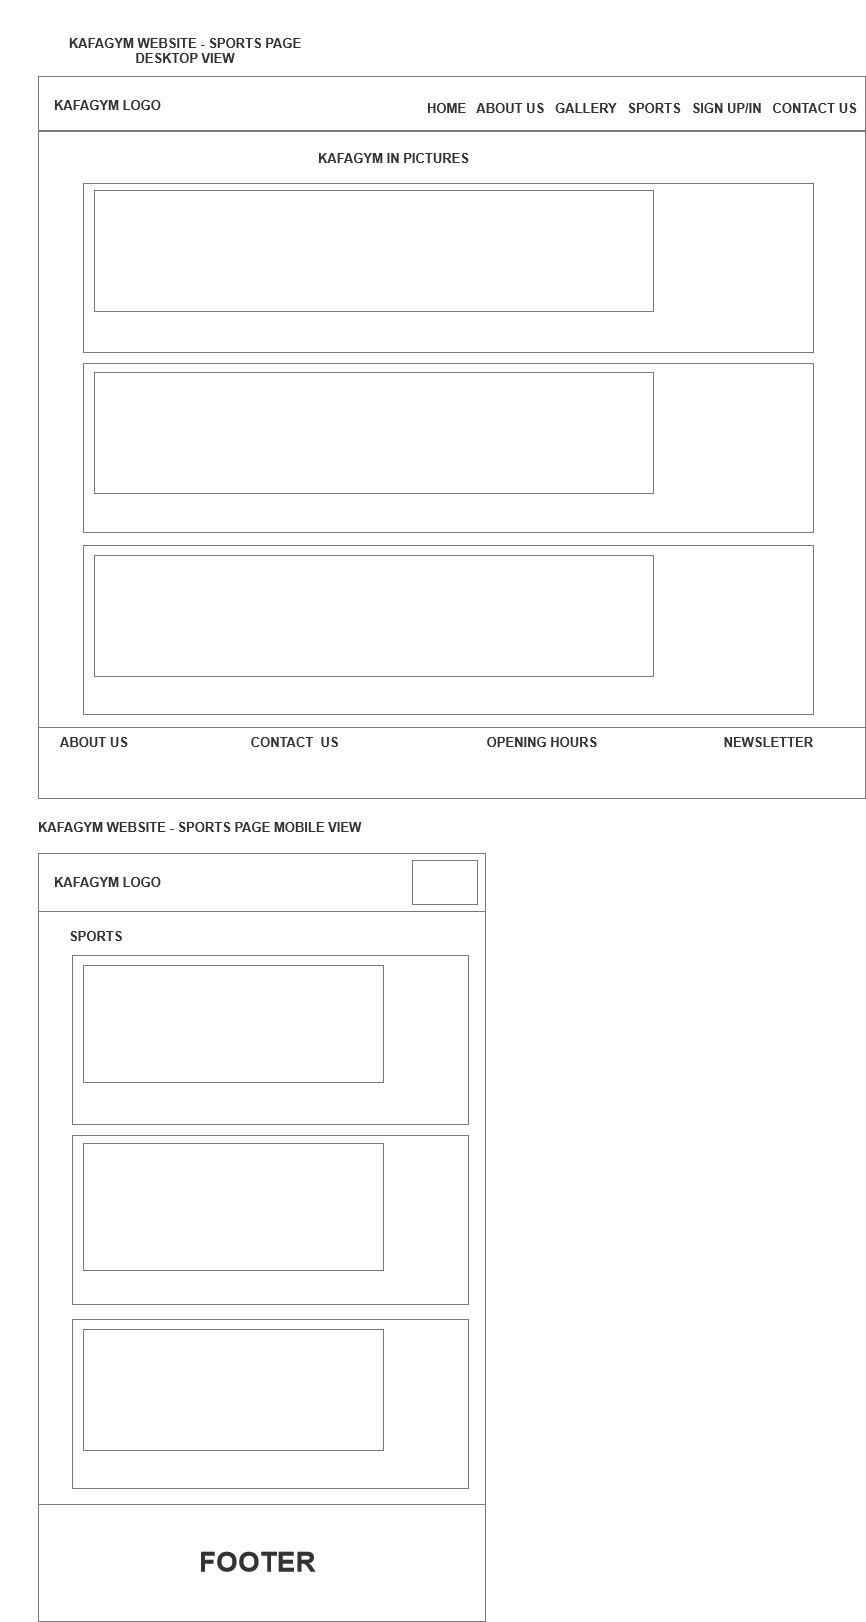 KAFAGYM WEBSITE - SPORTS PAGE
DESKTOP VIEW
KAFAGYM LOGO
HOME ABOUT US GALLERY SPORTS SIGN UP/IN CONTACT US
KAFAGYM IN PICTURES
ABOUT US CONTACT US OPENING HOURS NEWSLETTER
KAFAGYM WEBSITE - SPORTS PAGE MOBILE VIEW
KAFAGYM LOGO
SPORTS
FOOTER